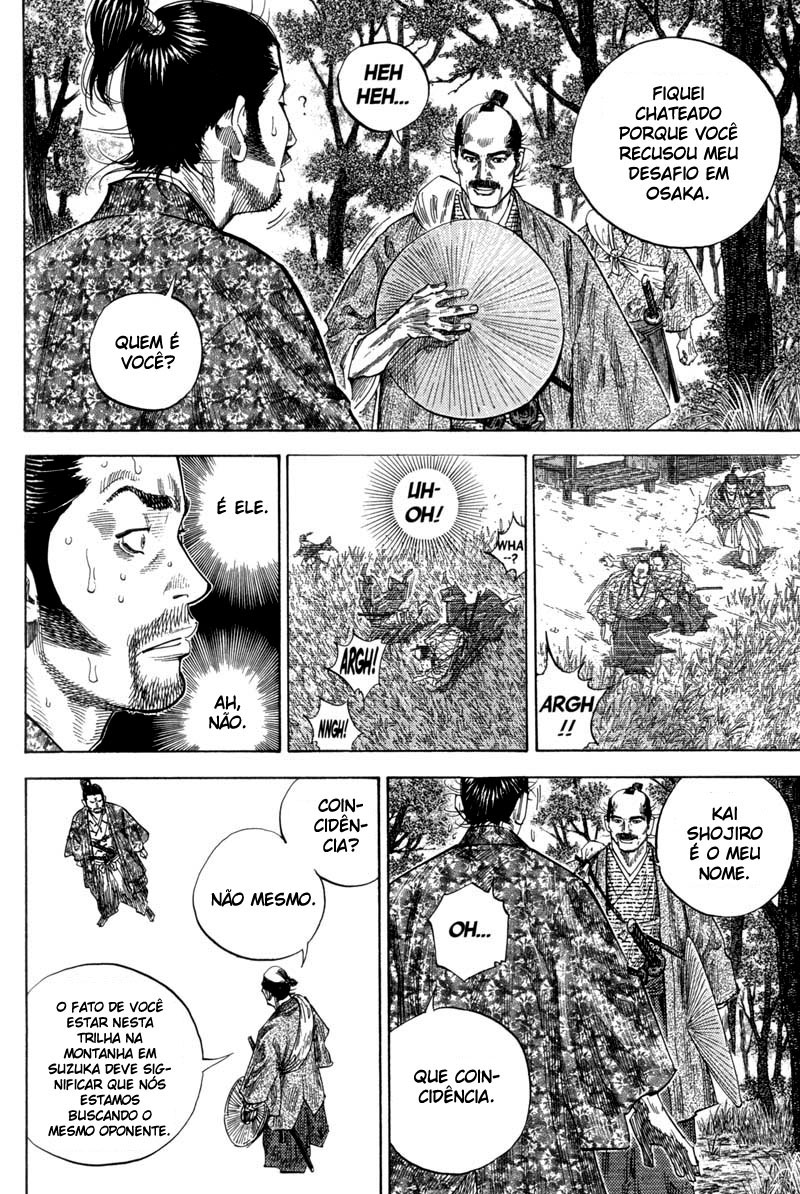 FIQUEI
CHATEADO
PORQUE VOCÊ
RECUSOU MEU
DESAFIO EM
OSAKA.
HEH
HEH...
?
QUEM É
VOCÊ?
ARGH
!!
WHA
--?
UH-
OH!
ARGH!
NNGH!
É ELE.
AH,
NÃO.
KAI
SHOJIRO
É O MEU
NOME.
OH...
QUE COIN-
CIDÊNCIA.
COIN-
CIDÊN-
CIA?
NÃO MESMO.
O FATO DE VOCÊ
ESTAR NESTA
TRILHA NA
MONTANHA EM
SUZUKA DEVE SIG-
NIFICAR QUE NÓS
ESTAMOS
BUSCANDO O
MESMO OPONENTE.